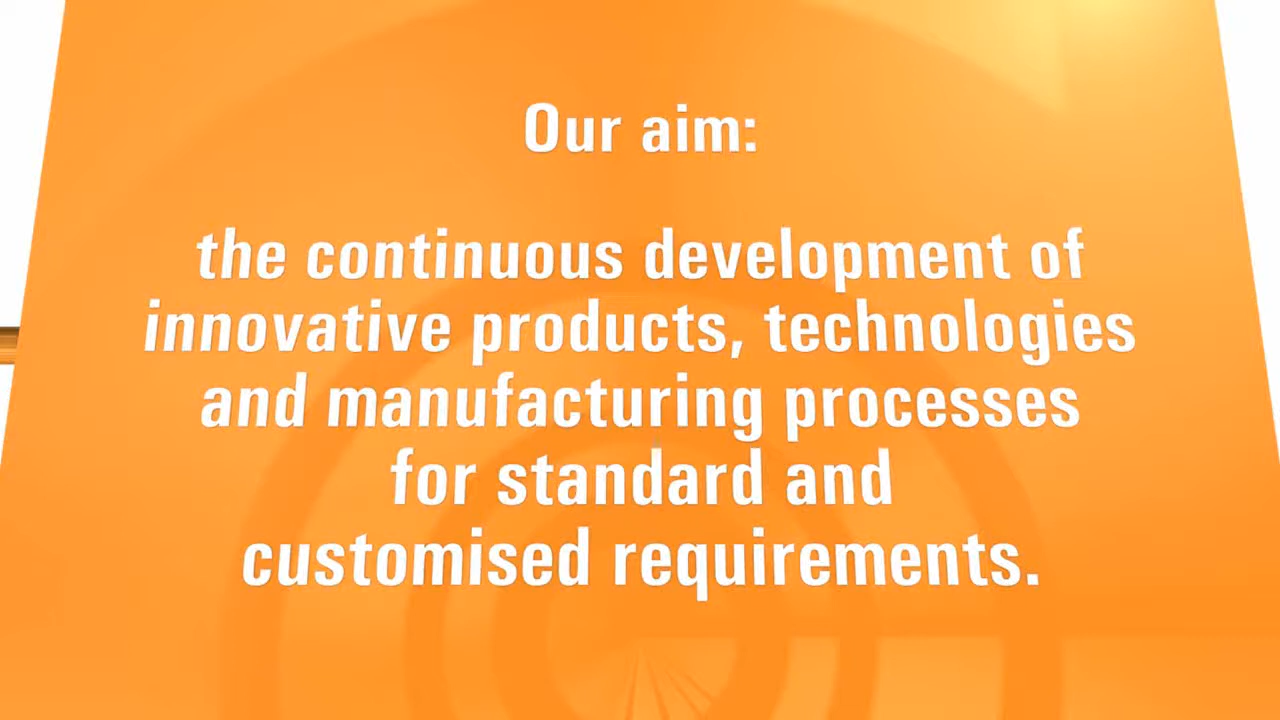 Our aim:
the continuous development of
innovative products, technologies
and manufacturing processes
for standard and
customised requirements.